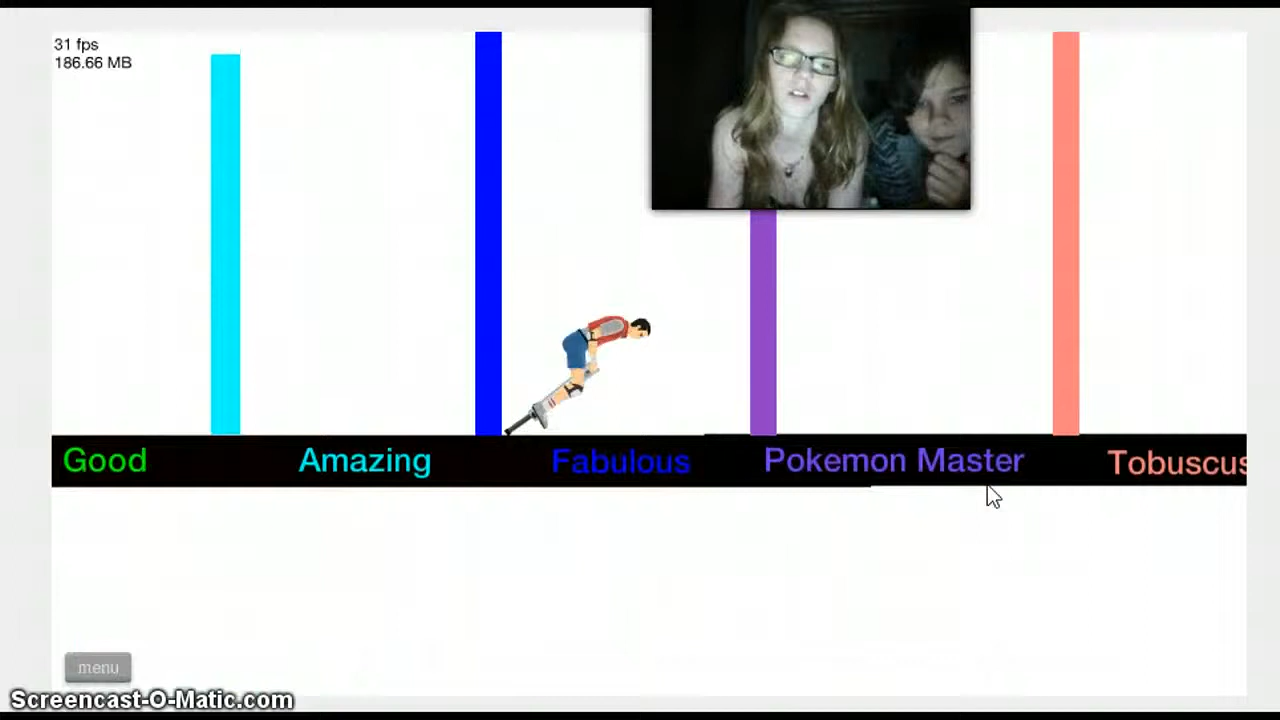 31 fps
186.66 MB
Good Amazing Fabulous Pokemon Master Tobuscus
menu
Screencast-O-Matic.com